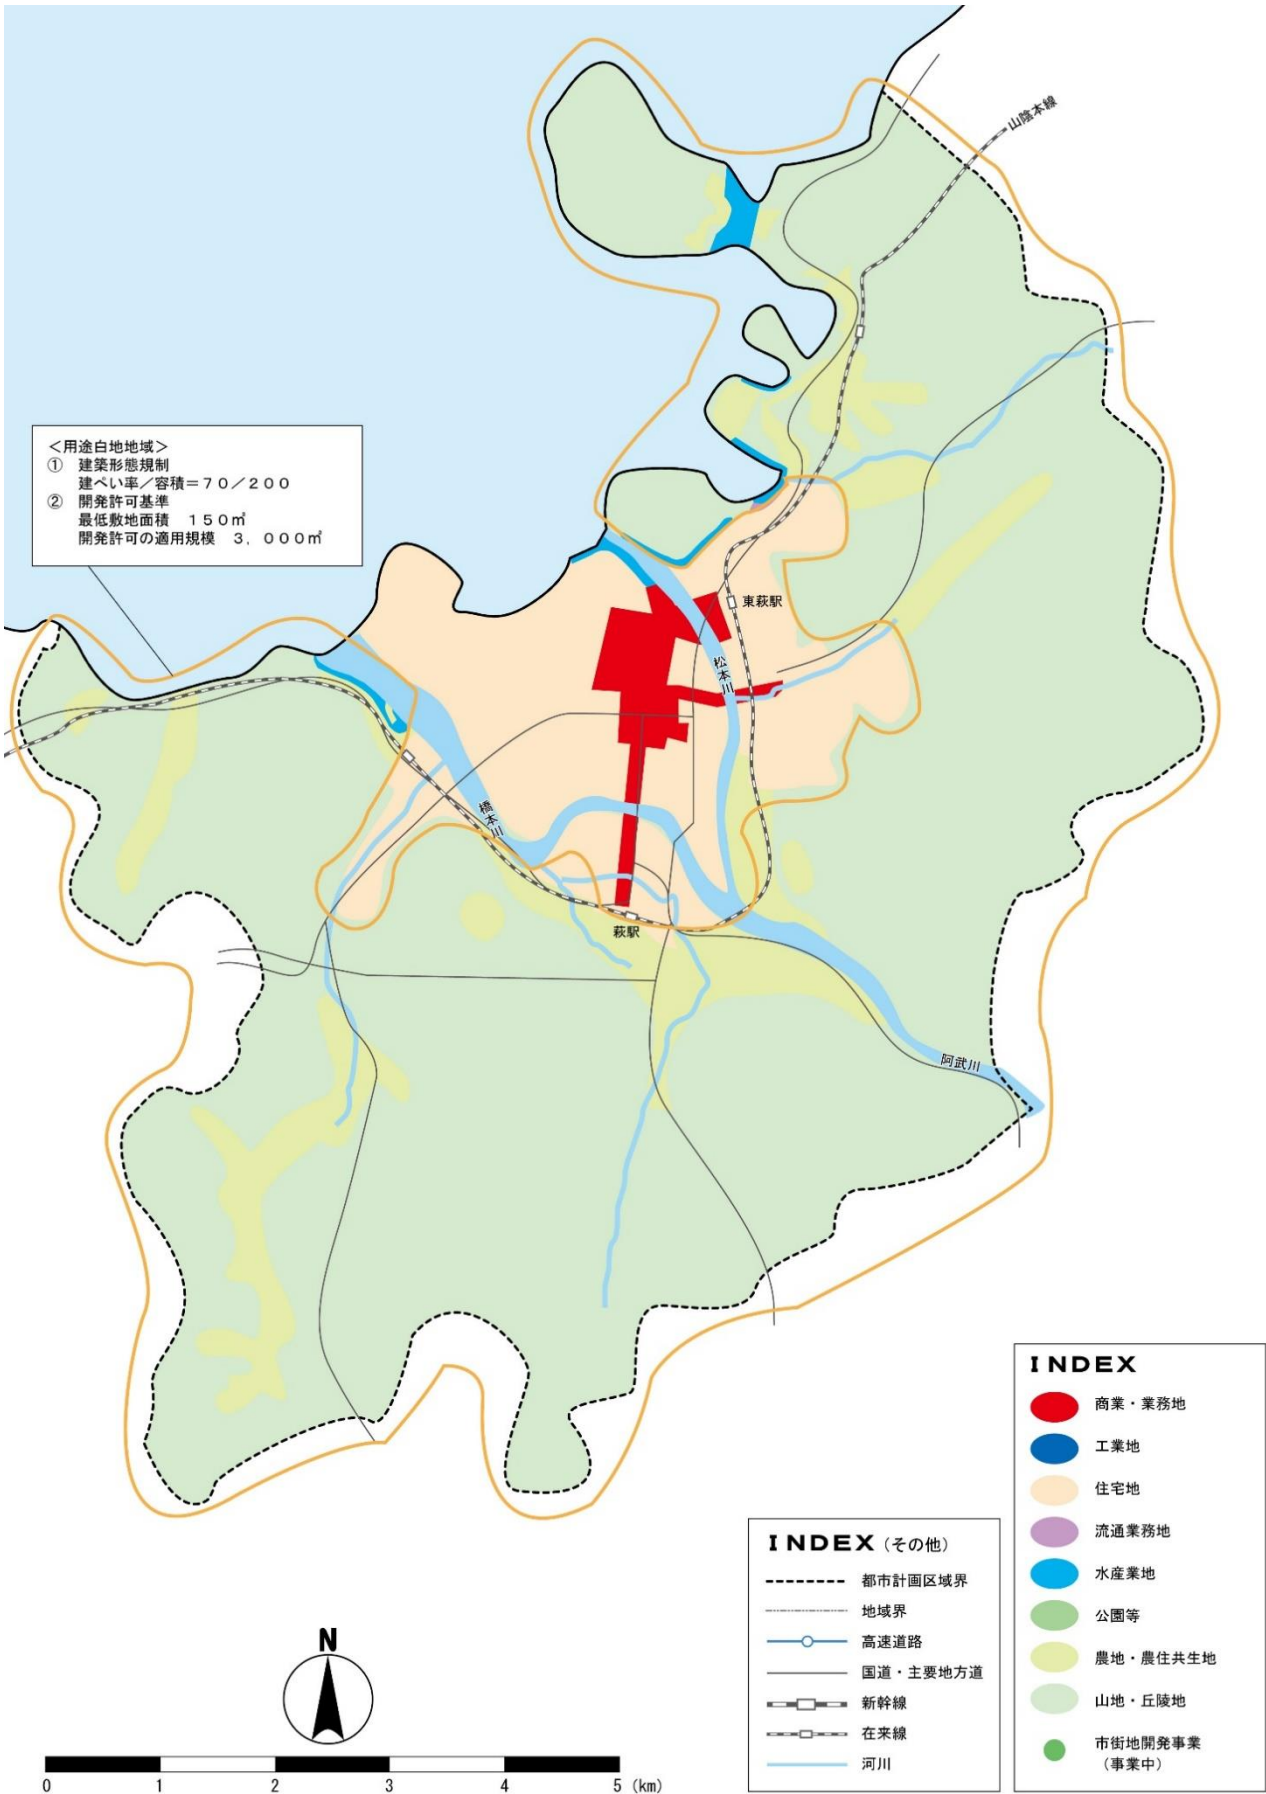 山陰本線
<用途白地地域>
① 建築形態規制
建ぺい率/容積=70/200
② 開発許可基準
最低敷地面積 150㎡
開発許可の適用規模 3,000㎡
東萩駅
松本川
橋本川
萩駅
阿武川
INDEX
商業・業務地
工業地
住宅地
流通業務地
水産業地
公園等
農地・農住共生地
山地・丘陵地
市街地開発事業
(事業中)
INDEX(その他)
都市計画区域界
地域界
高速道路
国道・主要地方道
新幹線
在来線
河川
N
0 1 2 3 4 5 (km)